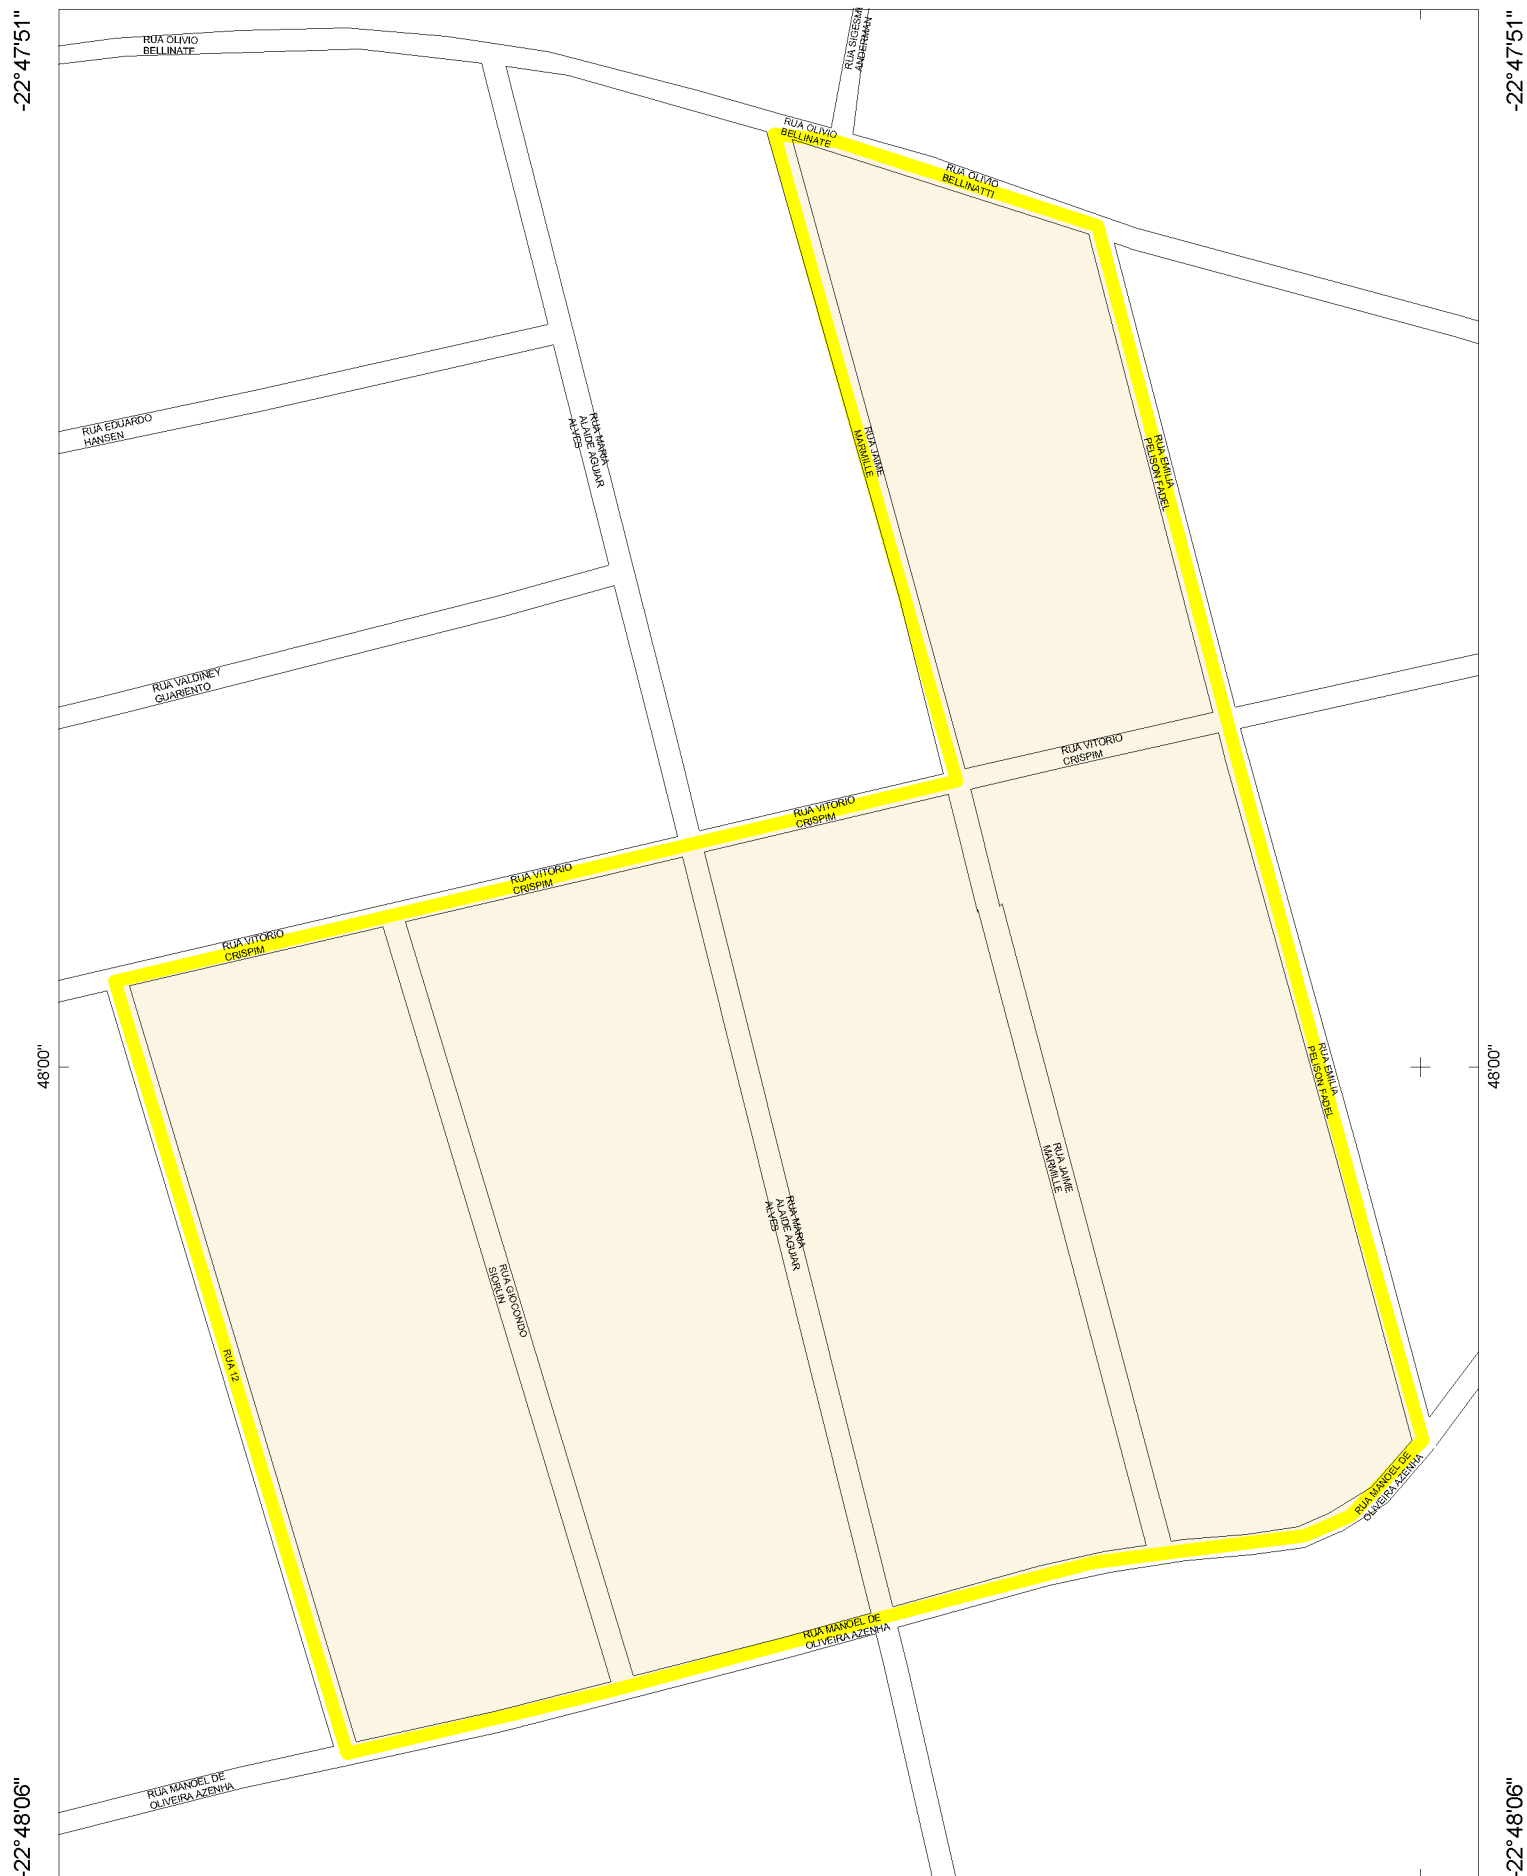 -22°47'51"
-22°47'51"
RUA OLIVIO
BELLINATE
RUA SIGESM
ANDERMAN
RUA OLIVIO
BELLINATE
RUA OLIVIO
BELLINATTI
RUA EDUARDO
HANSEN
RUA MARIA
ALAIDE AGUIAR
ALVES
RUA JAIME
MARMILLE
RUA EMILIA
PELISON FADEL
RUA VALDINEY
GUARIENTO
RUA VITORIO
CRISPIM
RUA VITORIO
CRISPIM
RUA VITORIO
CRISPIM
RUA VITORIO
CRISPIM
48'00"
48'00"
RUA EMILIA
PELISON FADEL
RUA JAIME
MARMILLE
RUA MARIA
ALAIDE AGUIAR
ALVES
RUA GIOCONDO
SIORLIN
RUA 12
RUA MANOEL DE
OLIVEIRA AZENHA
RUA MANOEL DE
OLIVEIRA AZENHA
RUA MANOEL DE
OLIVEIRA AZENHA
-22°48'06"
-22°48'06"